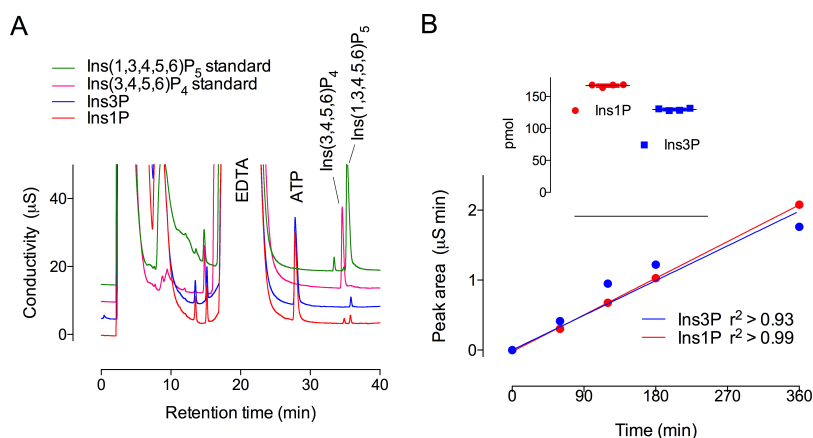 A
Ins(1,3,4,5,6)P5 standard
Ins(3,4,5,6)P4 standard
Ins3P
Ins1P
Ins(3,4,5,6)P4
Ins(1,3,4,5,6)P5
EDTA
ATP
Conductivity (µS)
40
20
0
0 10 20 30 40
Retention time (min)
B
pmol
150
100
50
0
Ins1P
Ins3P
Peak area (µS min)
2
1
0
Ins3P r2 > 0.93
Ins1P r2 > 0.99
0 90 180 270 360
Time (min)